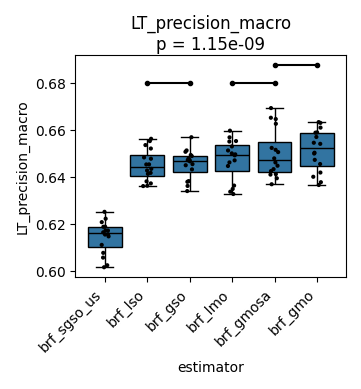 LT_precision_macro
p = 1.15e-09
LT_precision_macro
0.68
0.66
0.64
0.62
0.60
brf_sgso_us
brf_lso
brf_gso
brf_lmo
brf_gmosa
brf_gmo
estimator